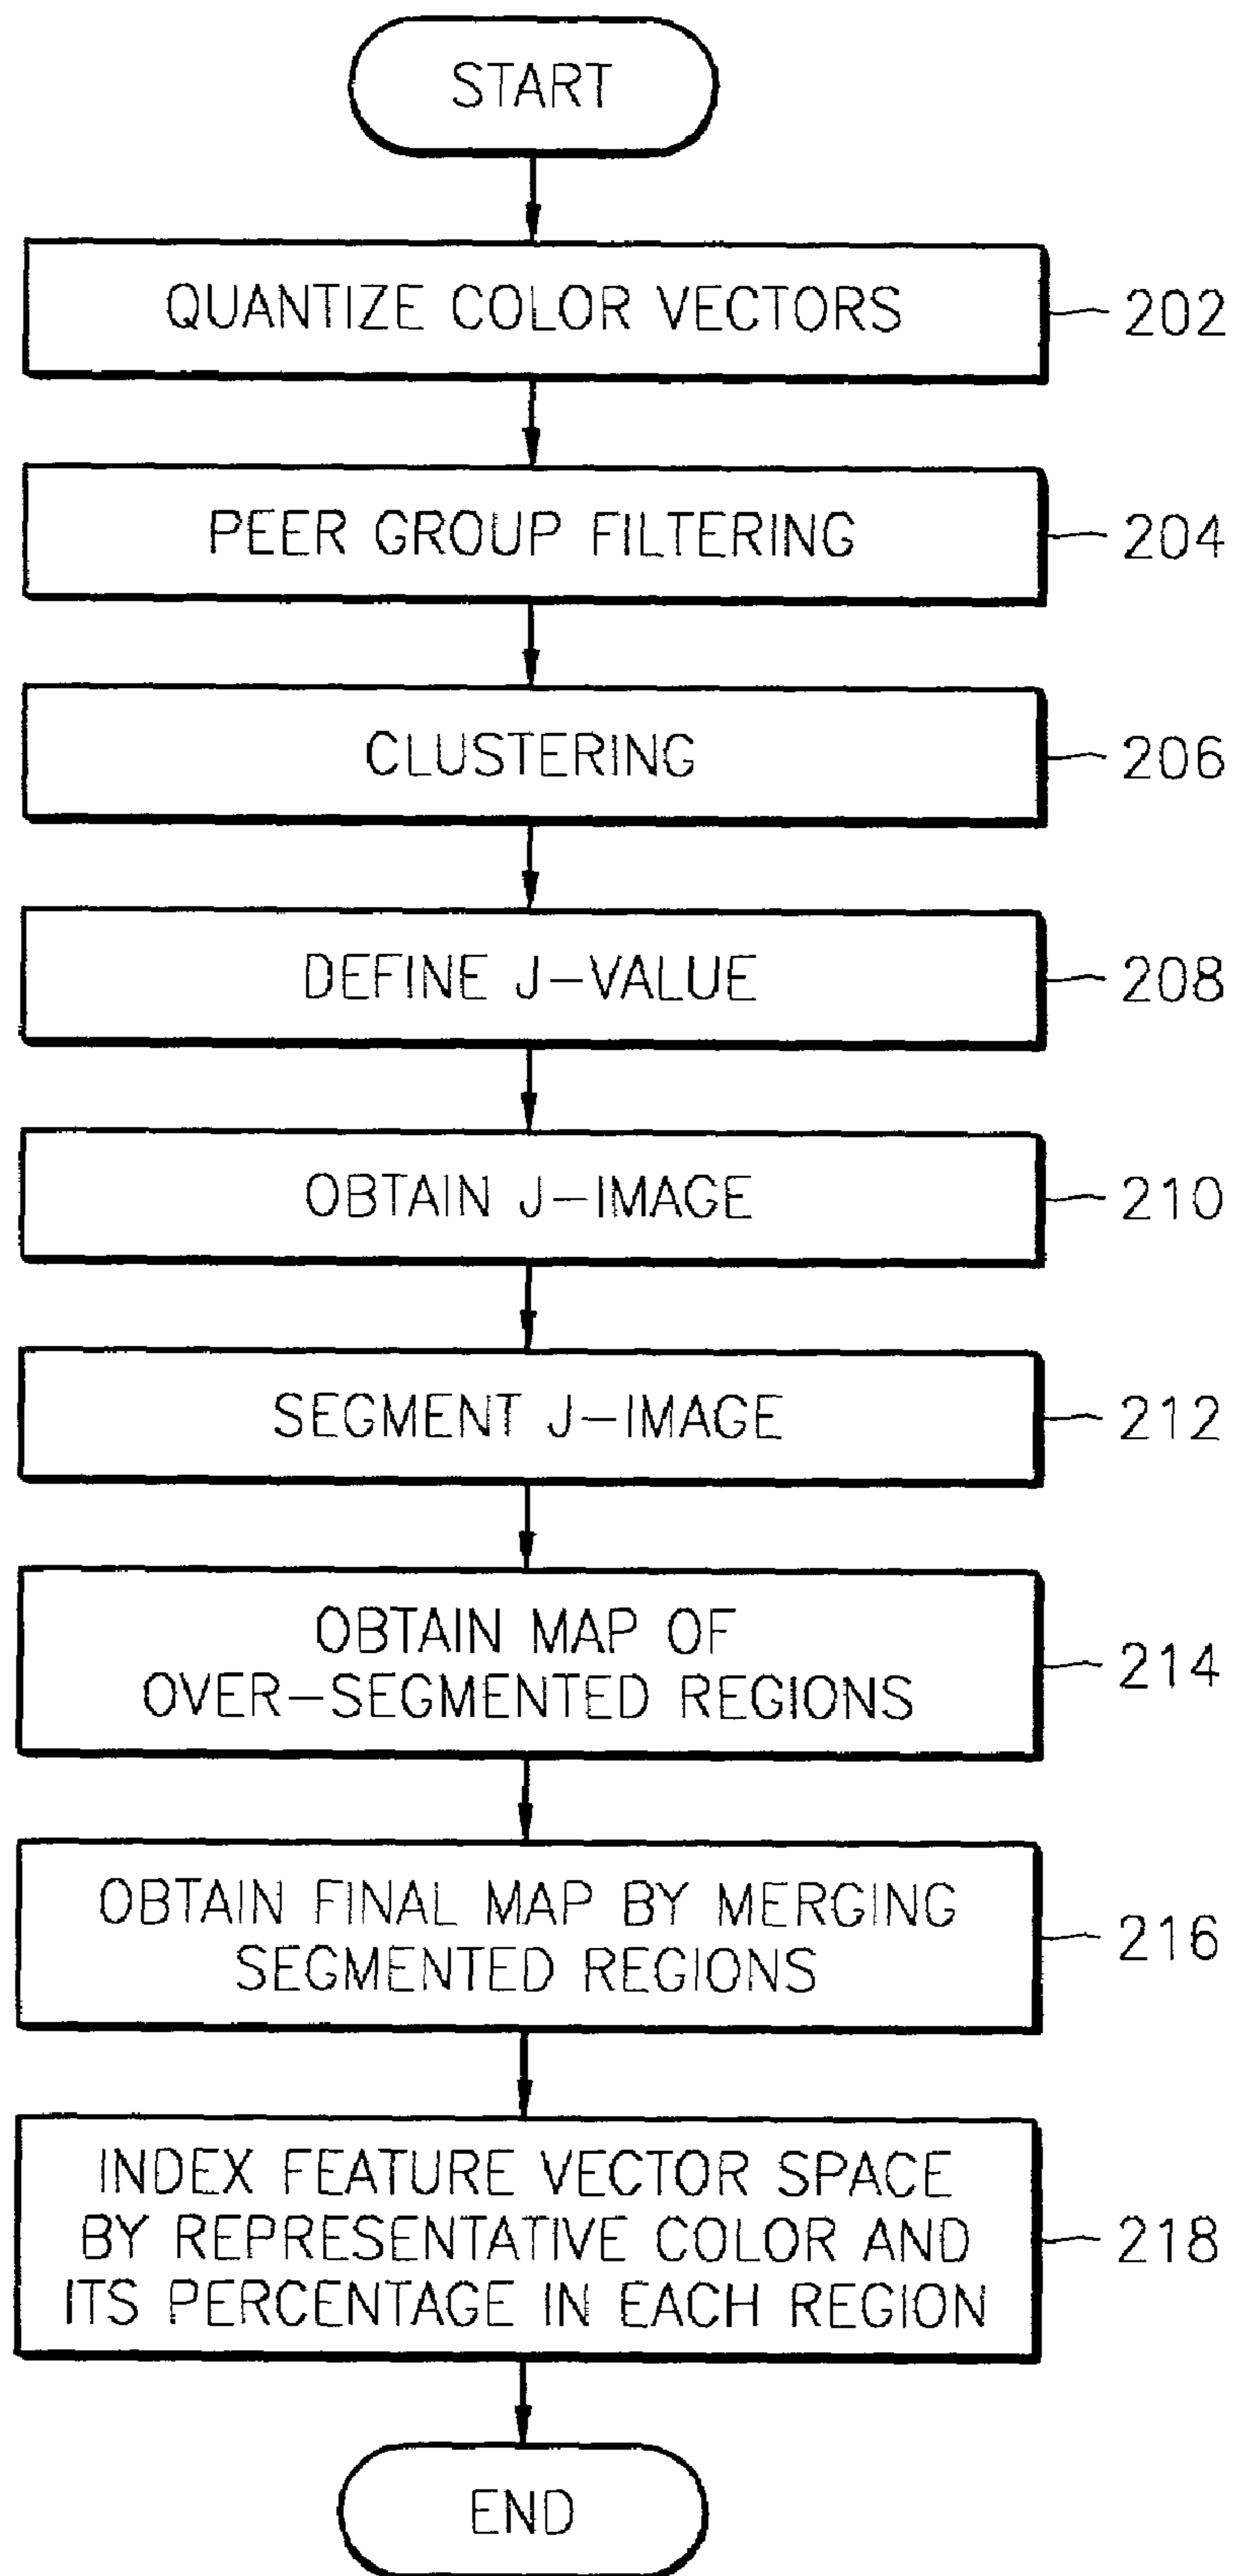 START
QUANTIZE COLOR VECTORS
202
PEER GROUP FILTERING
204
CLUSTERING
206
DEFINE J-VALUE
208
OBTAIN J-IMAGE
210
SEGMENT J-IMAGE
212
OBTAIN MAP OF
OVER-SEGMENTED REGIONS
214
OBTAIN FINAL MAP BY MERGING
SEGMENTED REGIONS
216
INDEX FEATURE VECTOR SPACE
BY REPRESENTATIVE COLOR AND
ITS PERCENTAGE IN EACH REGION
218
END